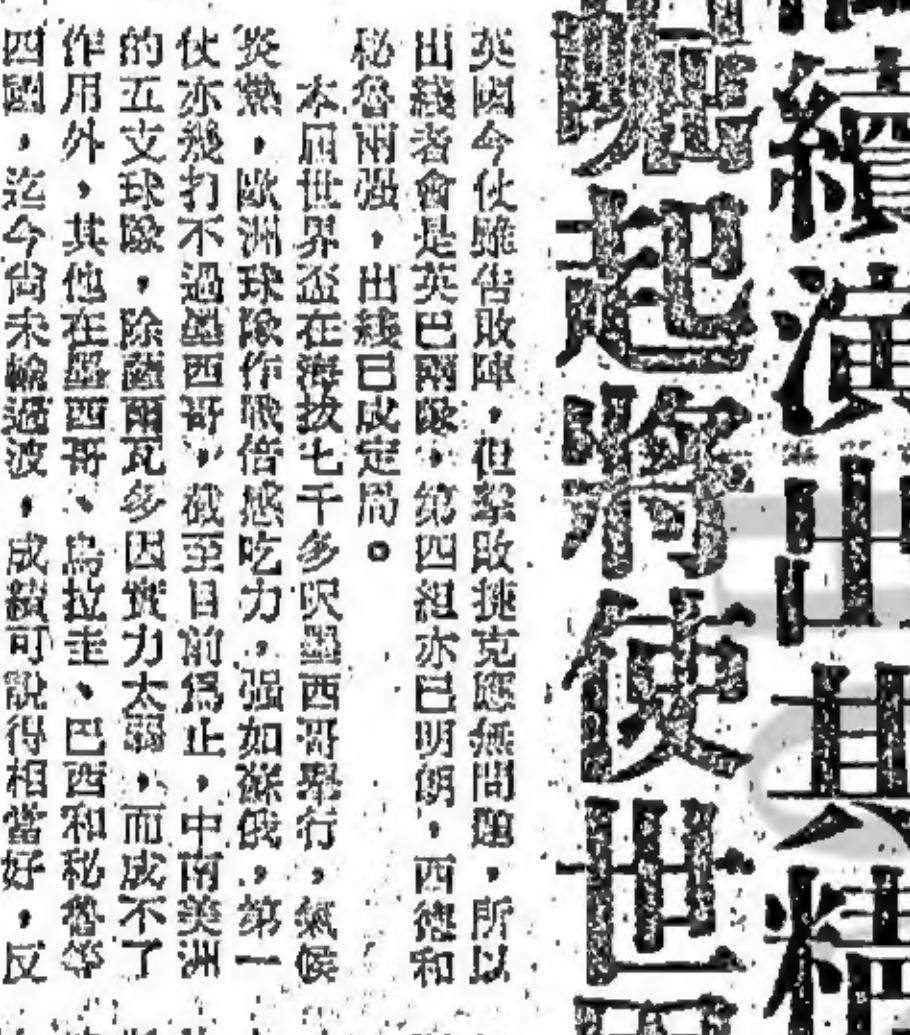 續演出其精
起將使世
英國今仗雖告敗陣，但擊敗捷克應無問題，所以
出綫者會是英巴兩隊，第四組亦已明朗，西德和
秘魯兩强，出綫已成定局。
本屆世界盃在海拔七千多呎墨西哥舉行，氣侯
炎熱，歐洲球隊作戰倍感吃力，强如蘇俄，第一
伙亦幾打不過墨西哥，截至目前爲止，中南美洲
的五支球隊，除薩爾瓦多因實力太弱，而成不了
作用外，其他在墨西哥、烏拉圭、巴西和秘魯等
四國，迄今尙未輸過波，成績可說得相當好，反